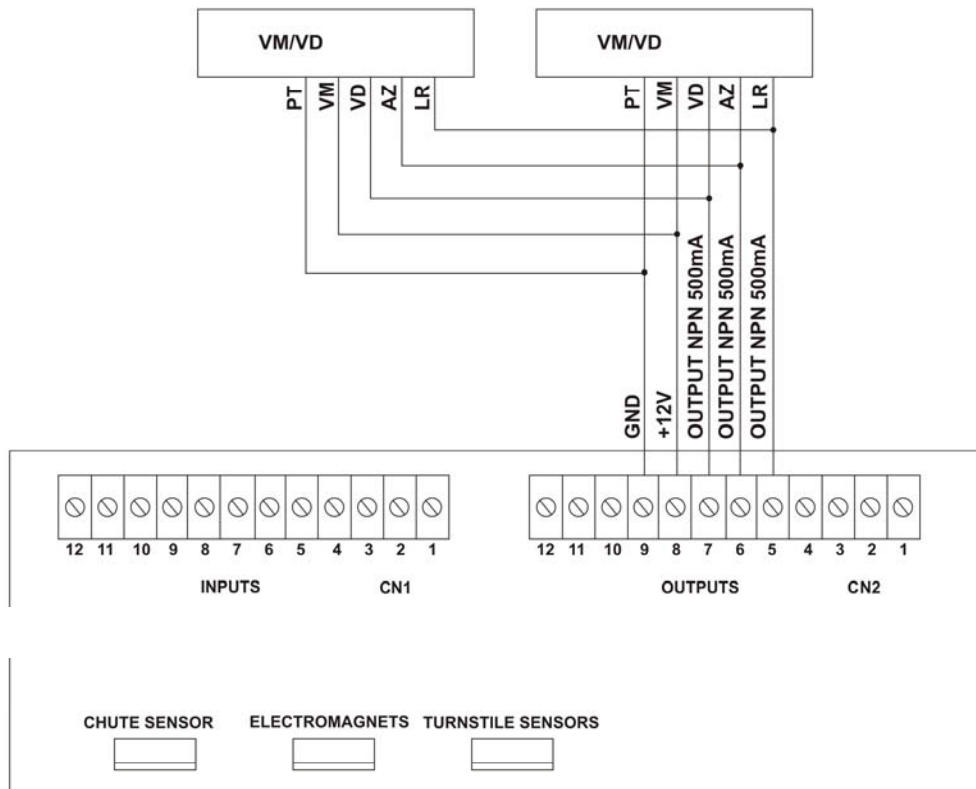 VM/VD
VM/VD
PT VM VD AZ LR
PT VM VD AZ LR
GND
+12V
OUTPUT NPN 500mA
OUTPUT NPN 500mA
OUTPUT NPN 500mA
12 11 10 9 8 7 6 5 4 3 2 1
12 11 10 9 8 7 6 5 4 3 2 1
INPUTS CN1
OUTPUTS CN2
CHUTE SENSOR
ELECTROMAGNETS
TURNSTILE SENSORS